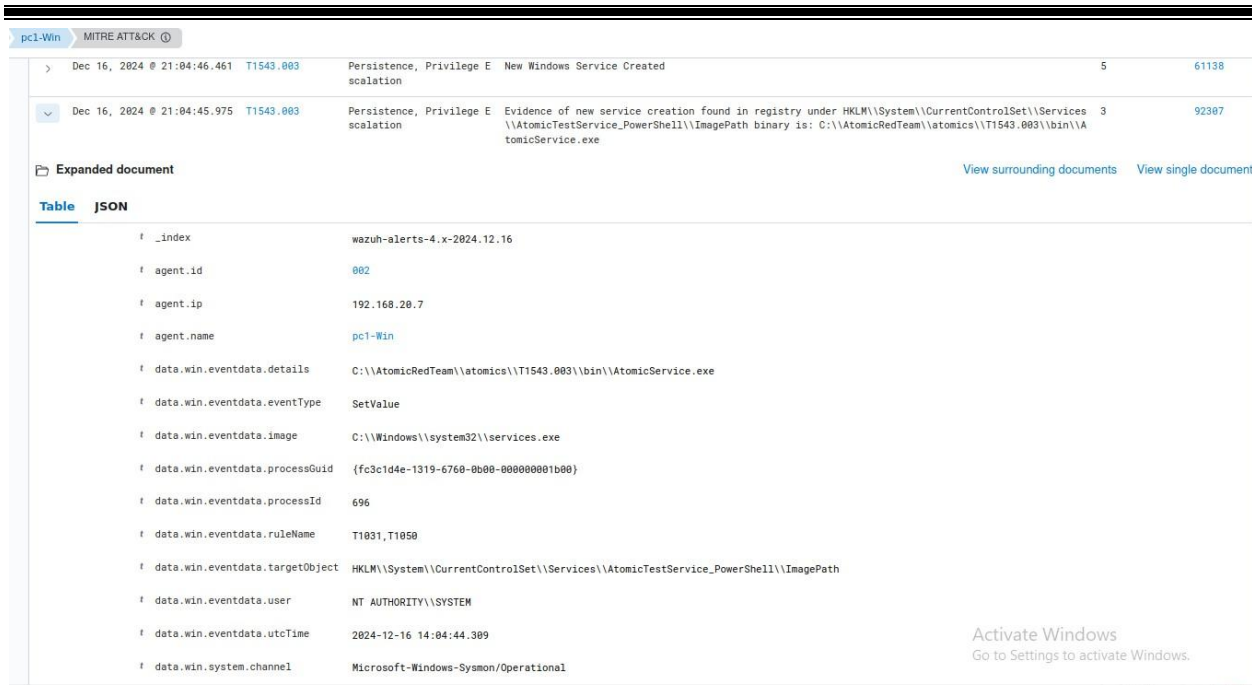 pc1-Win MITRE ATT&CK
Dec 16, 2024 @ 21:04:46.461 T1543.003 Persistence, Privilege E New Windows Service Created 5 61138
scalation
Dec 16, 2024 @ 21:04:45.975 T1543.003 Persistence, Privilege E Evidence of new service creation found in registry under HKLM\\System\\CurrentControlSet\\Services 3 92307
scalation \\AtomicTestService_PowerShell\\ImagePath binary is: C:\\AtomicRedTeam\\atomics\\T1543.003\\bin\\A
tomicService.exe
Expanded document View surrounding documents View single document
Table JSON
t _index wazuh-alerts-4.x-2024.12.16
t agent.id 002
t agent.ip 192.168.20.7
t agent.name pc1-Win
t data.win.eventdata.details C:\\AtomicRedTeam\\atomics\\T1543.003\\bin\\AtomicService.exe
t data.win.eventdata.eventType SetValue
t data.win.eventdata.image C:\\Windows\\system32\\services.exe
t data.win.eventdata.processGuid {fc3c1d4e-1319-6760-0b00-000000001b00}
t data.win.eventdata.processId 696
t data.win.eventdata.ruleName T1031,T1050
t data.win.eventdata.targetObject HKLM\\System\\CurrentControlSet\\Services\\AtomicTestService_PowerShell\\ImagePath
t data.win.eventdata.user NT AUTHORITY\\SYSTEM
t data.win.eventdata.utcTime 2024-12-16 14:04:44.309
t data.win.system.channel Microsoft-Windows-Sysmon/Operational
Activate Windows
Go to Settings to activate Windows.